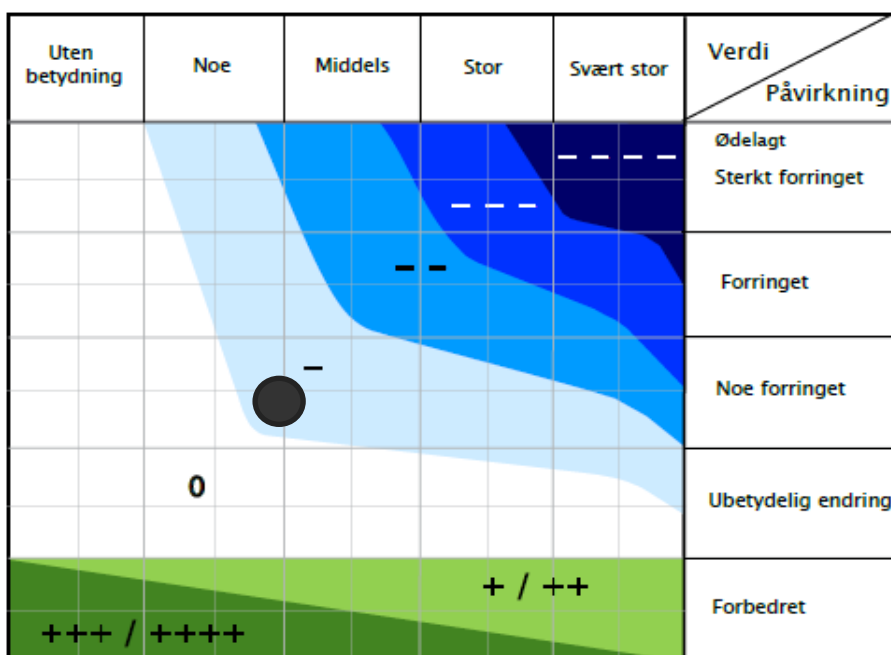 Uten
betydning
Noe
Middels
Stor
Svært stor
Verdi
Påvirkning
Ødelagt
Sterkt forringet
– – – –
– – –
– –
Forringet
–
Noe forringet
0
Ubetydelig endring
+ / ++
Forbedret
+++ / ++++